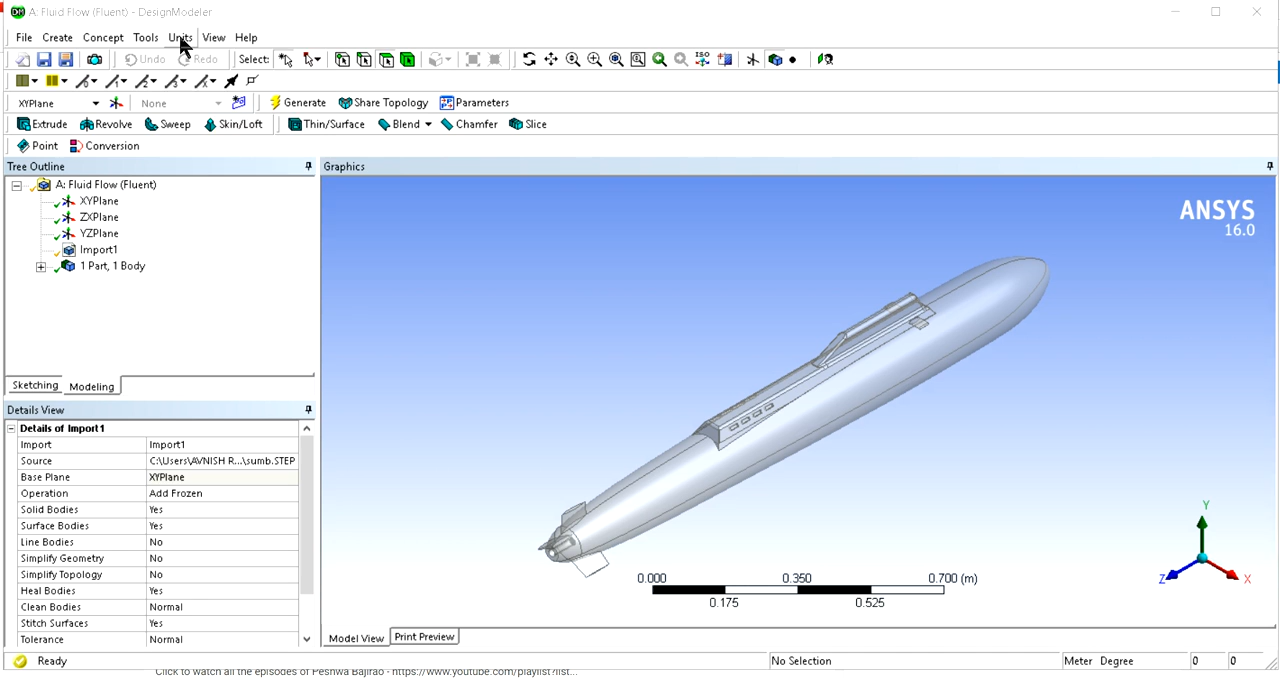 A: Fluid Flow (Fluent) - DesignModeler
File Create Concept Tools Units View Help
Undo Redo Select: ISO
XYPlane None Generate Share Topology Parameters
Extrude Revolve Sweep Skin/Loft Thin/Surface Blend Chamfer Slice
Point Conversion
Tree Outline
Graphics
A: Fluid Flow (Fluent)
XYPlane
ZXPlane
YZPlane
Import1
1 Part, 1 Body
Sketching Modeling
Details View
Details of Import1
Import Import1
Source C:\Users\AVNISH R...\sumb.STEP
Base Plane XYPlane
Operation Add Frozen
Solid Bodies Yes
Surface Bodies Yes
Line Bodies No
Simplify Geometry No
Simplify Topology No
Heal Bodies Yes
Clean Bodies Normal
Stitch Surfaces Yes
Tolerance Normal
ANSYS
16.0
Y
Z X
0.000 0.350 0.700 (m)
0.175 0.525
Model View Print Preview
Ready No Selection Meter Degree 0 0
Click to watch all the episodes of Peshwa Bajirao - https://www.youtube.com/playlist?list...